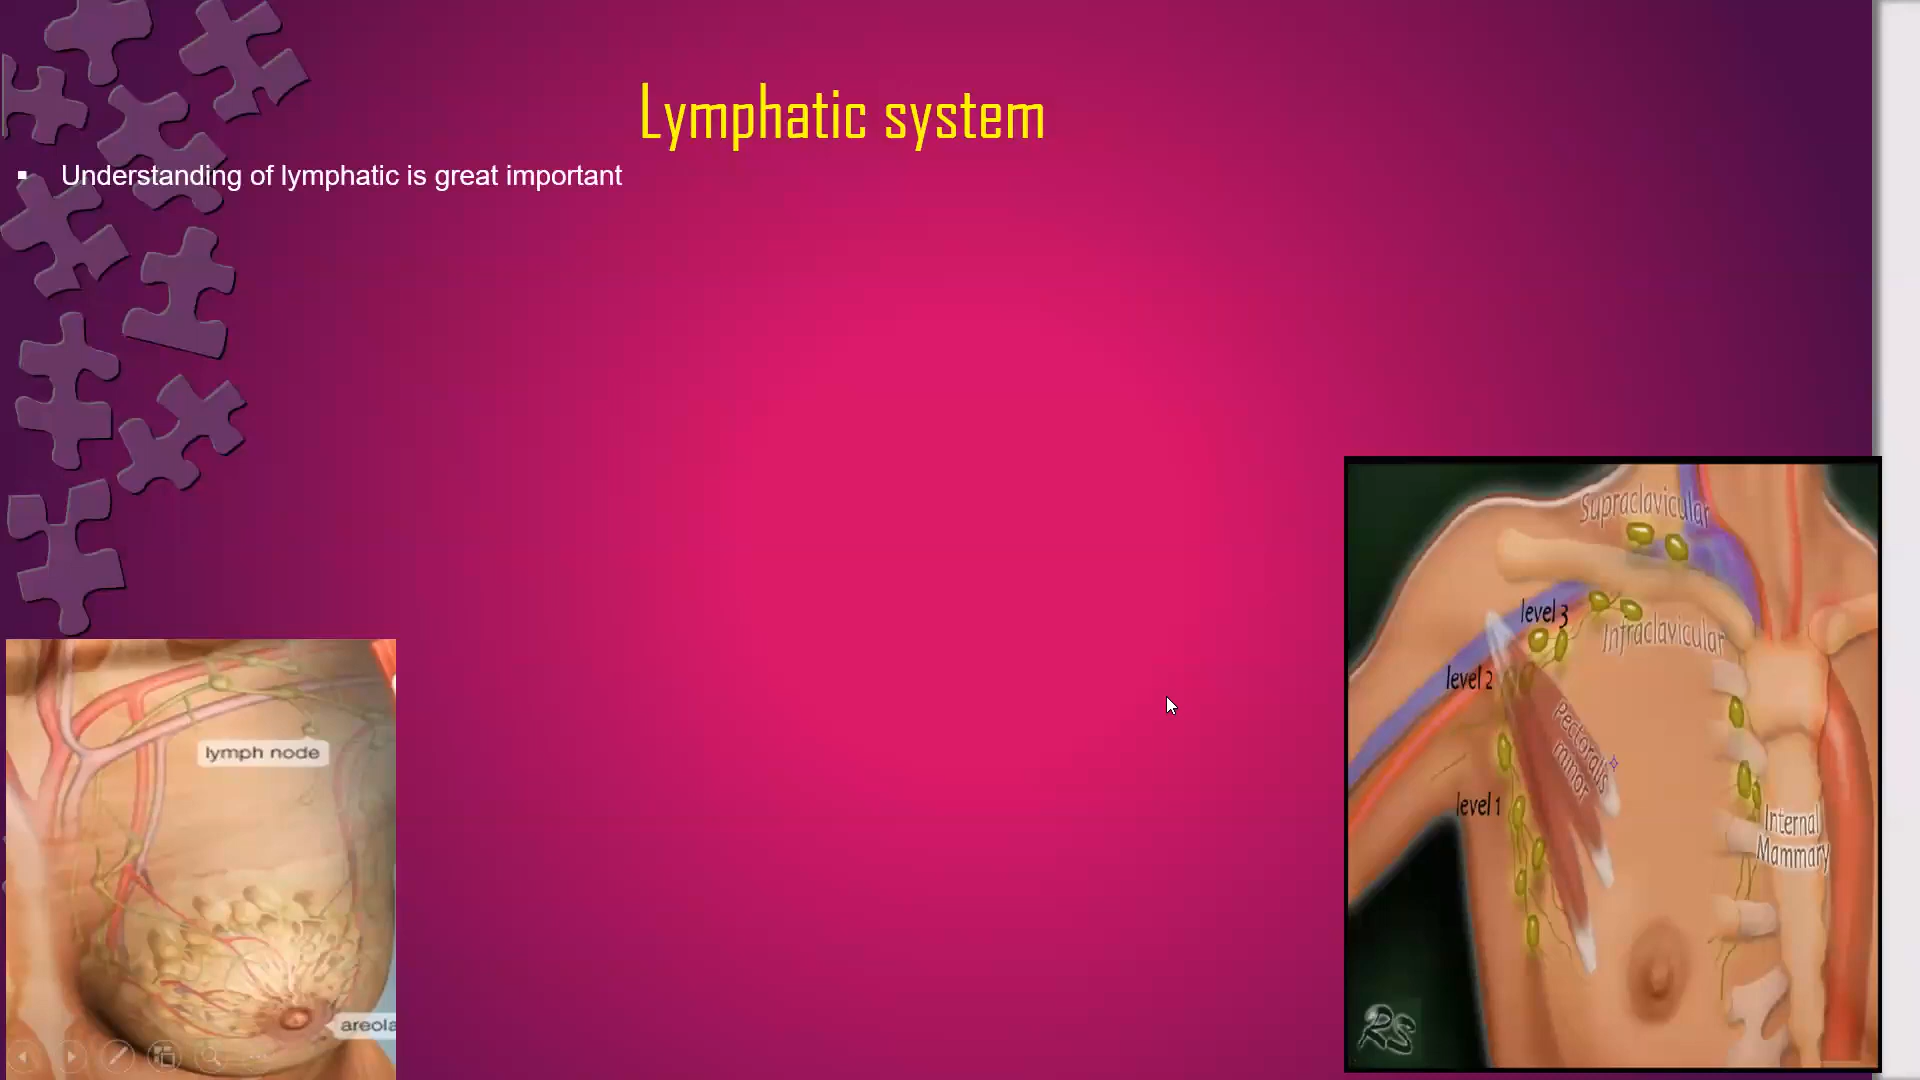 Lymphatic system
Understanding of lymphatic is great important
Supraclavicular
level 3
Infraclavicular
level 2
Pectoralis
minor
lymph node
level 1
Internal
Mammary
areola
RS